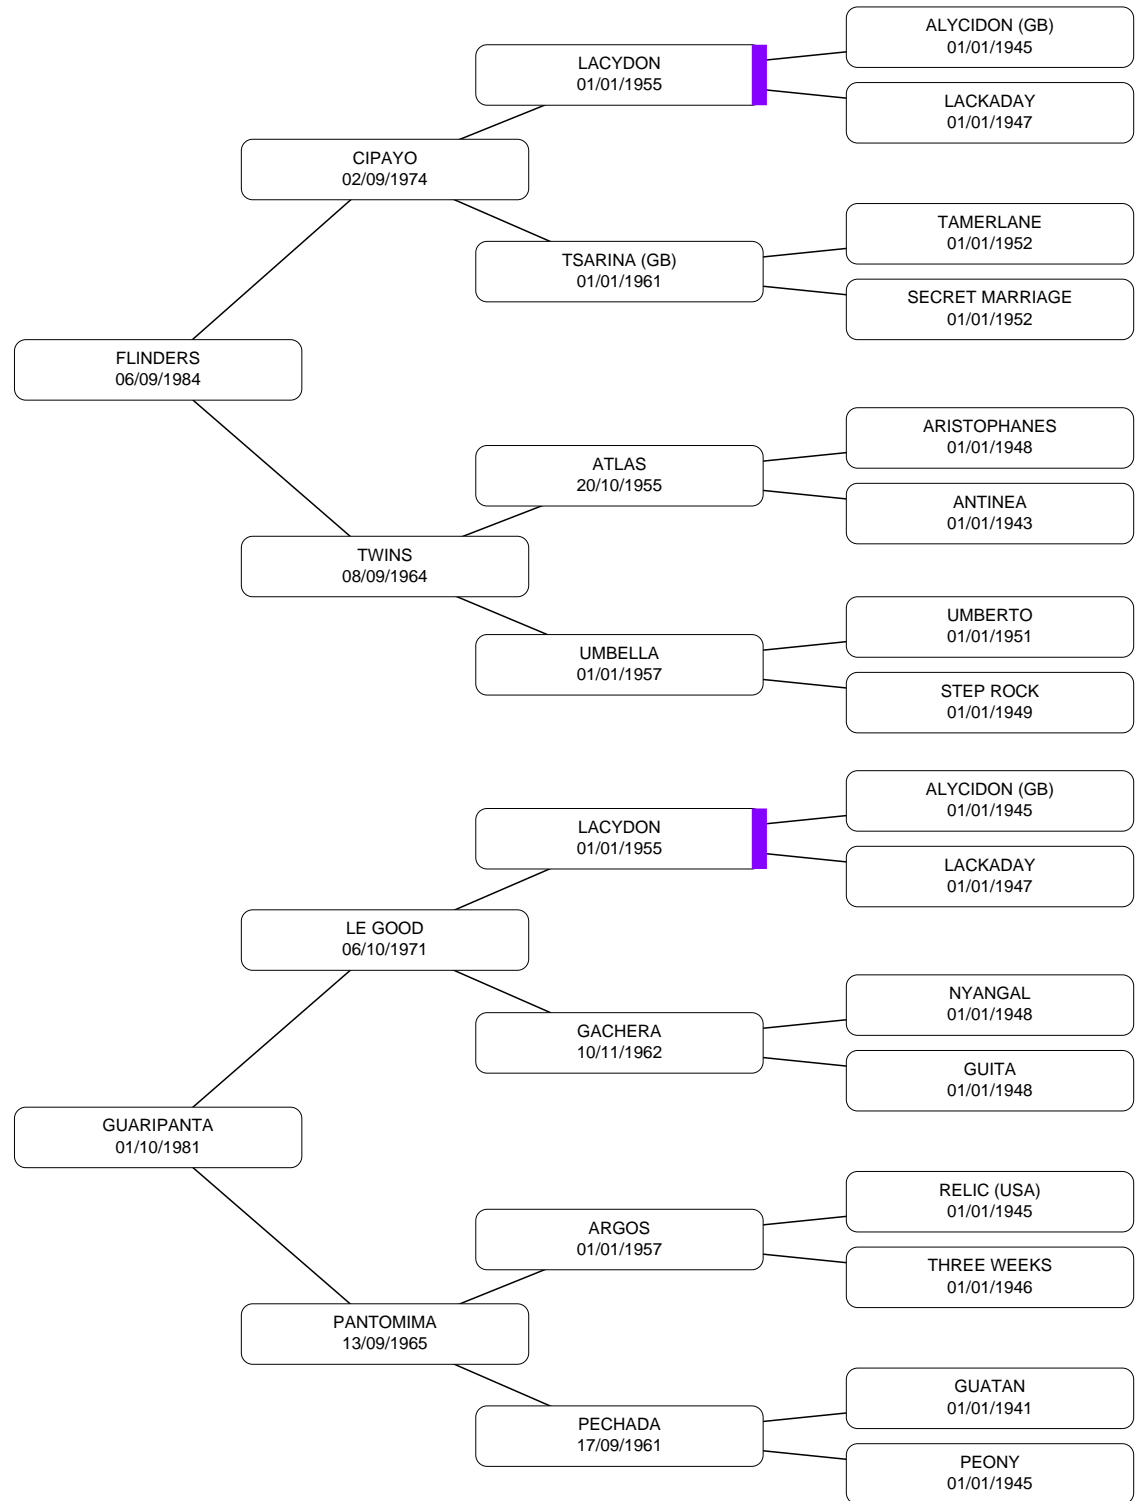 ALYCIDON (GB)
01/01/1945
LACYDON
01/01/1955
LACKADAY
01/01/1947
CIPAYO
02/09/1974
TAMERLANE
01/01/1952
TSARINA (GB)
01/01/1961
SECRET MARRIAGE
01/01/1952
FLINDERS
06/09/1984
ARISTOPHANES
01/01/1948
ATLAS
20/10/1955
ANTINEA
01/01/1943
TWINS
08/09/1964
UMBERTO
01/01/1951
UMBELLA
01/01/1957
STEP ROCK
01/01/1949
ALYCIDON (GB)
01/01/1945
LACYDON
01/01/1955
LACKADAY
01/01/1947
LE GOOD
06/10/1971
NYANGAL
01/01/1948
GACHERA
10/11/1962
GUITA
01/01/1948
GUARIPANTA
01/10/1981
RELIC (USA)
01/01/1945
ARGOS
01/01/1957
THREE WEEKS
01/01/1946
PANTOMIMA
13/09/1965
GUATAN
01/01/1941
PECHADA
17/09/1961
PEONY
01/01/1945